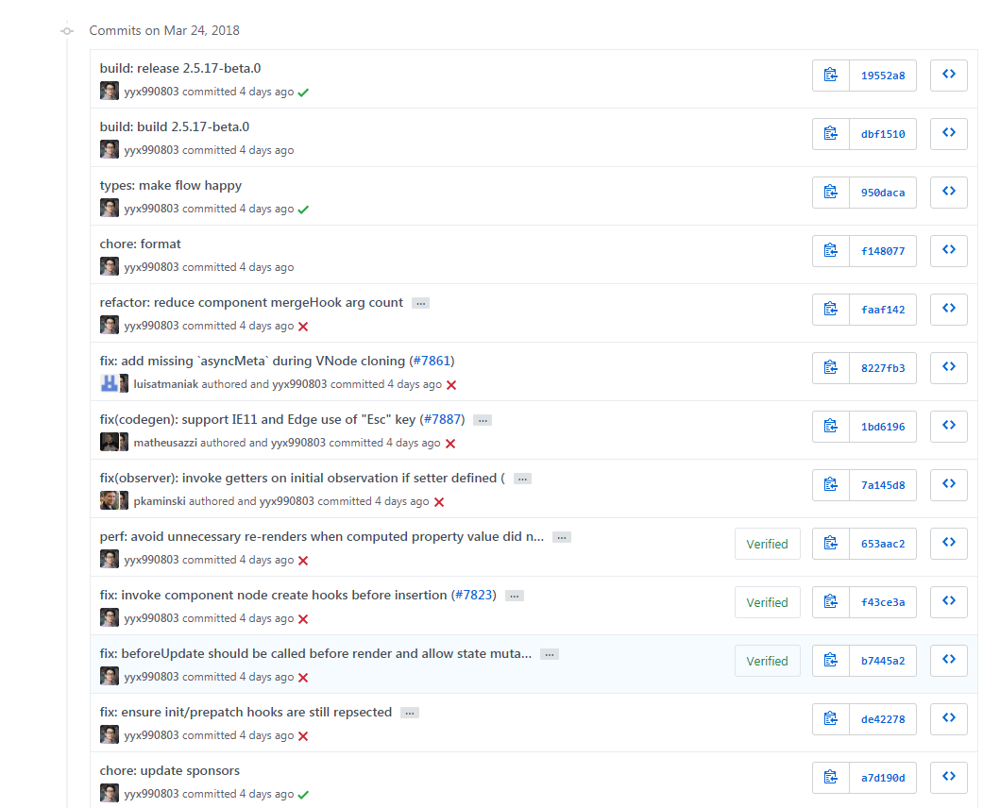 Commits on Mar 24, 2018
build: release 2.5.17-beta.0
19552a8
yyx990803 committed 4 days ago
build: build 2.5.17-beta.0
dbf1510
yyx990803 committed 4 days ago
types: make flow happy
950daca
yyx990803 committed 4 days ago
chore: format
f148077
yyx990803 committed 4 days ago
refactor: reduce component mergeHook arg count ...
faaf142
yyx990803 committed 4 days ago
fix: add missing `asyncMeta` during VNode cloning (#7861)
8227fb3
luisatmaniak authored and yyx990803 committed 4 days ago
fix(codegen): support IE11 and Edge use of "Esc" key (#7887) ...
1bd6196
matheusazzi authored and yyx990803 committed 4 days ago
fix(observer): invoke getters on initial observation if setter defined ( ...
7a145d8
pkaminski authored and yyx990803 committed 4 days ago
perf: avoid unnecessary re-renders when computed property value did n... ...
Verified 653aac2
yyx990803 committed 4 days ago
fix: invoke component node create hooks before insertion (#7823) ...
Verified f43ce3a
yyx990803 committed 4 days ago
fix: beforeUpdate should be called before render and allow state muta... ...
Verified b7445a2
yyx990803 committed 4 days ago
fix: ensure init/prepatch hooks are still repsected ...
de42278
yyx990803 committed 4 days ago
chore: update sponsors
a7d190d
yyx990803 committed 4 days ago